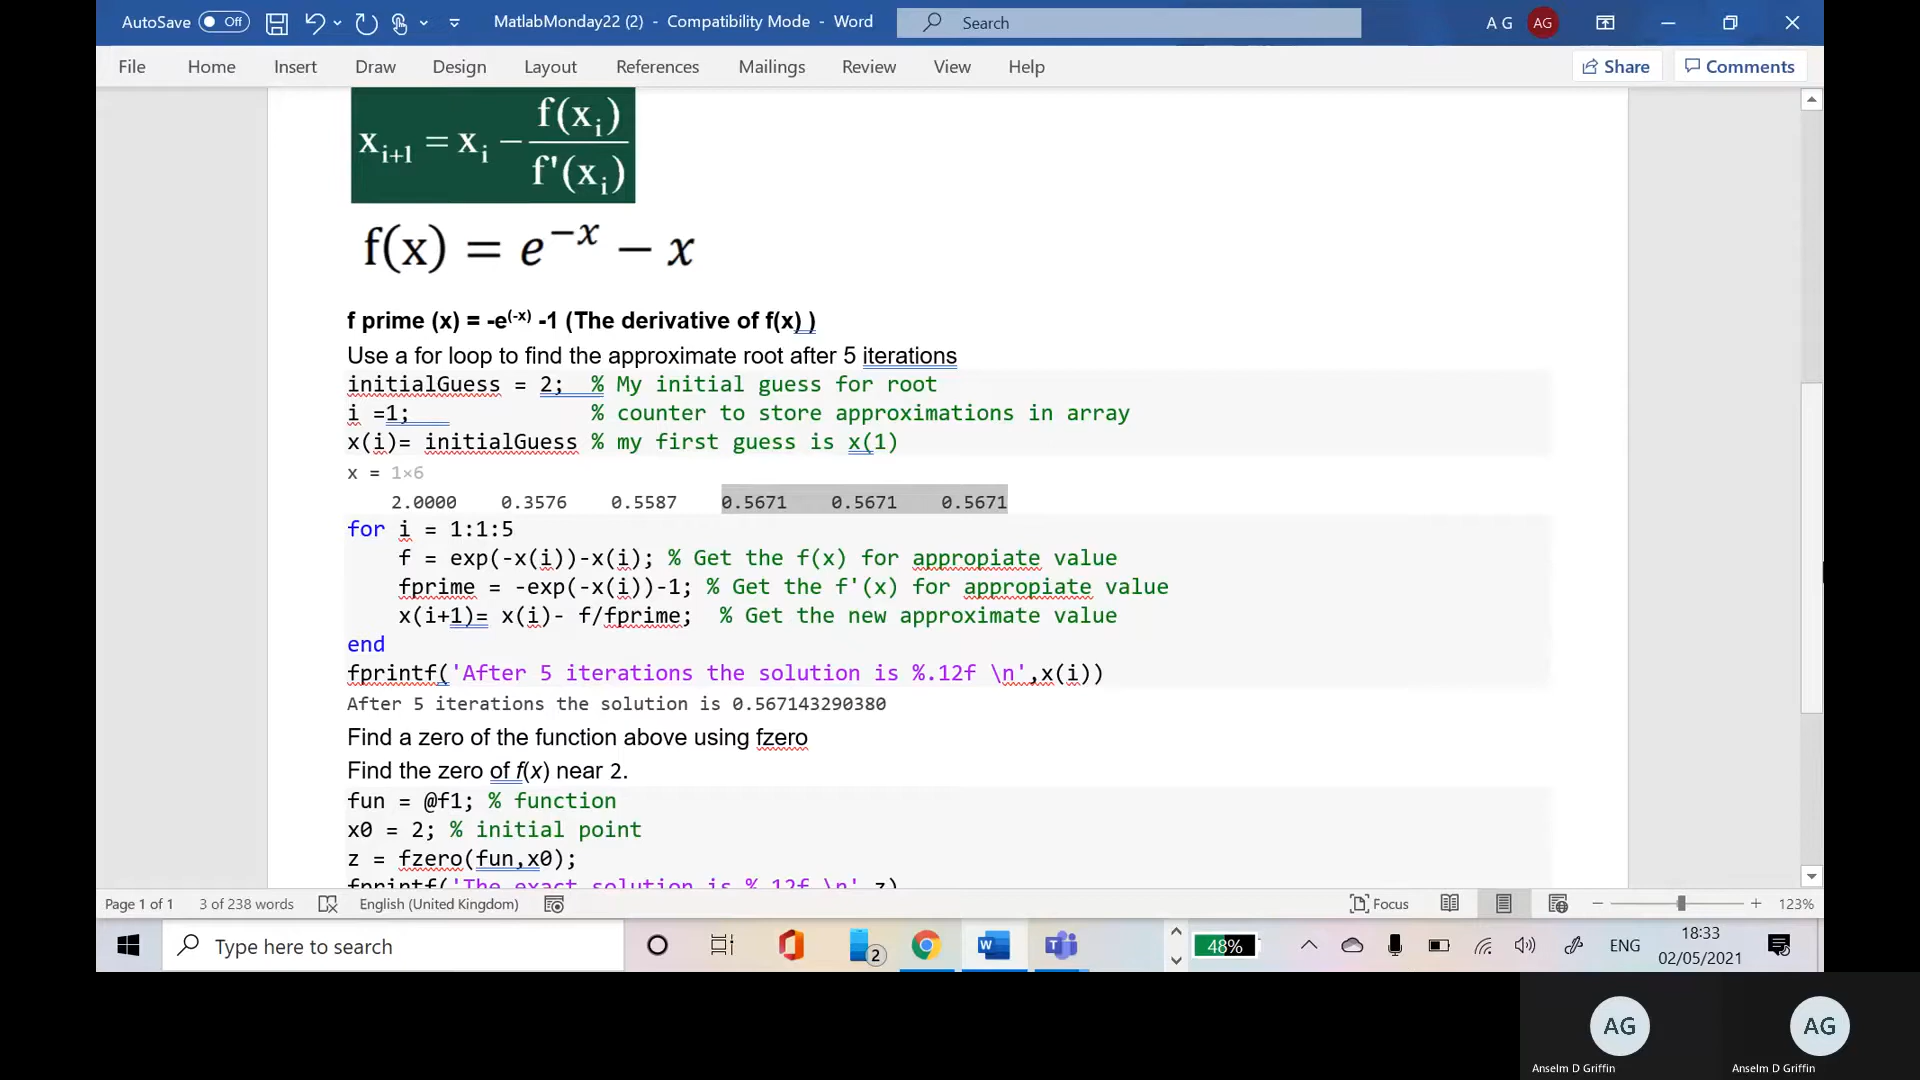 AutoSave Off MatlabMonday22 (2) - Compatibility Mode - Word Search A G AG
File Home Insert Draw Design Layout References Mailings Review View Help Share Comments
x_{i+1} = x_i - f(x_i) / f'(x_i)
f(x) = e^{-x} - x
f prime (x) = -e^{(-x)} -1 (The derivative of f(x) )
Use a for loop to find the approximate root after 5 iterations
initialGuess = 2;  % My initial guess for root
i =1;              % counter to store approximations in array
x(i)= initialGuess % my first guess is x(1)
x = 1×6
2.0000 0.3576 0.5587 0.5671 0.5671 0.5671
for i = 1:1:5
    f = exp(-x(i))-x(i); % Get the f(x) for appropiate value
    fprime = -exp(-x(i))-1; % Get the f'(x) for appropiate value
    x(i+1)= x(i)- f/fprime;  % Get the new approximate value
end
fprintf('After 5 iterations the solution is %.12f \n',x(i))
After 5 iterations the solution is 0.567143290380
Find a zero of the function above using fzero
Find the zero of f(x) near 2.
fun = @f1; % function
x0 = 2; % initial point
z = fzero(fun,x0);
fprintf('The exact solution is %.12f \n',z)
Page 1 of 1 3 of 238 words English (United Kingdom) Focus 123%
Type here to search 2 48% ENG 18:33
02/05/2021
AG AG
Anselm D Griffin Anselm D Griffin